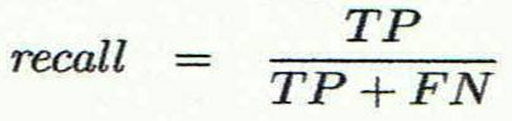 recall = TP / TP + FN